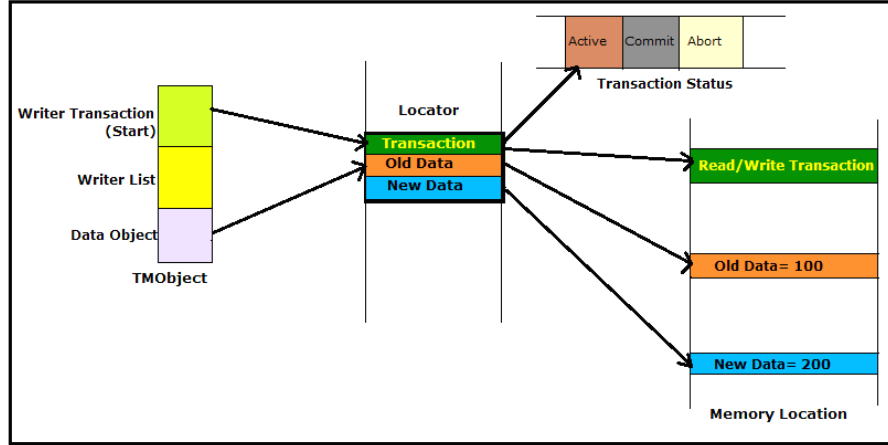 Active Commit Abort
Transaction Status
Writer Transaction
(Start)
Writer List
Data Object
TMObject
Locator
Transaction
Old Data
New Data
Read/Write Transaction
Old Data= 100
New Data= 200
Memory Location